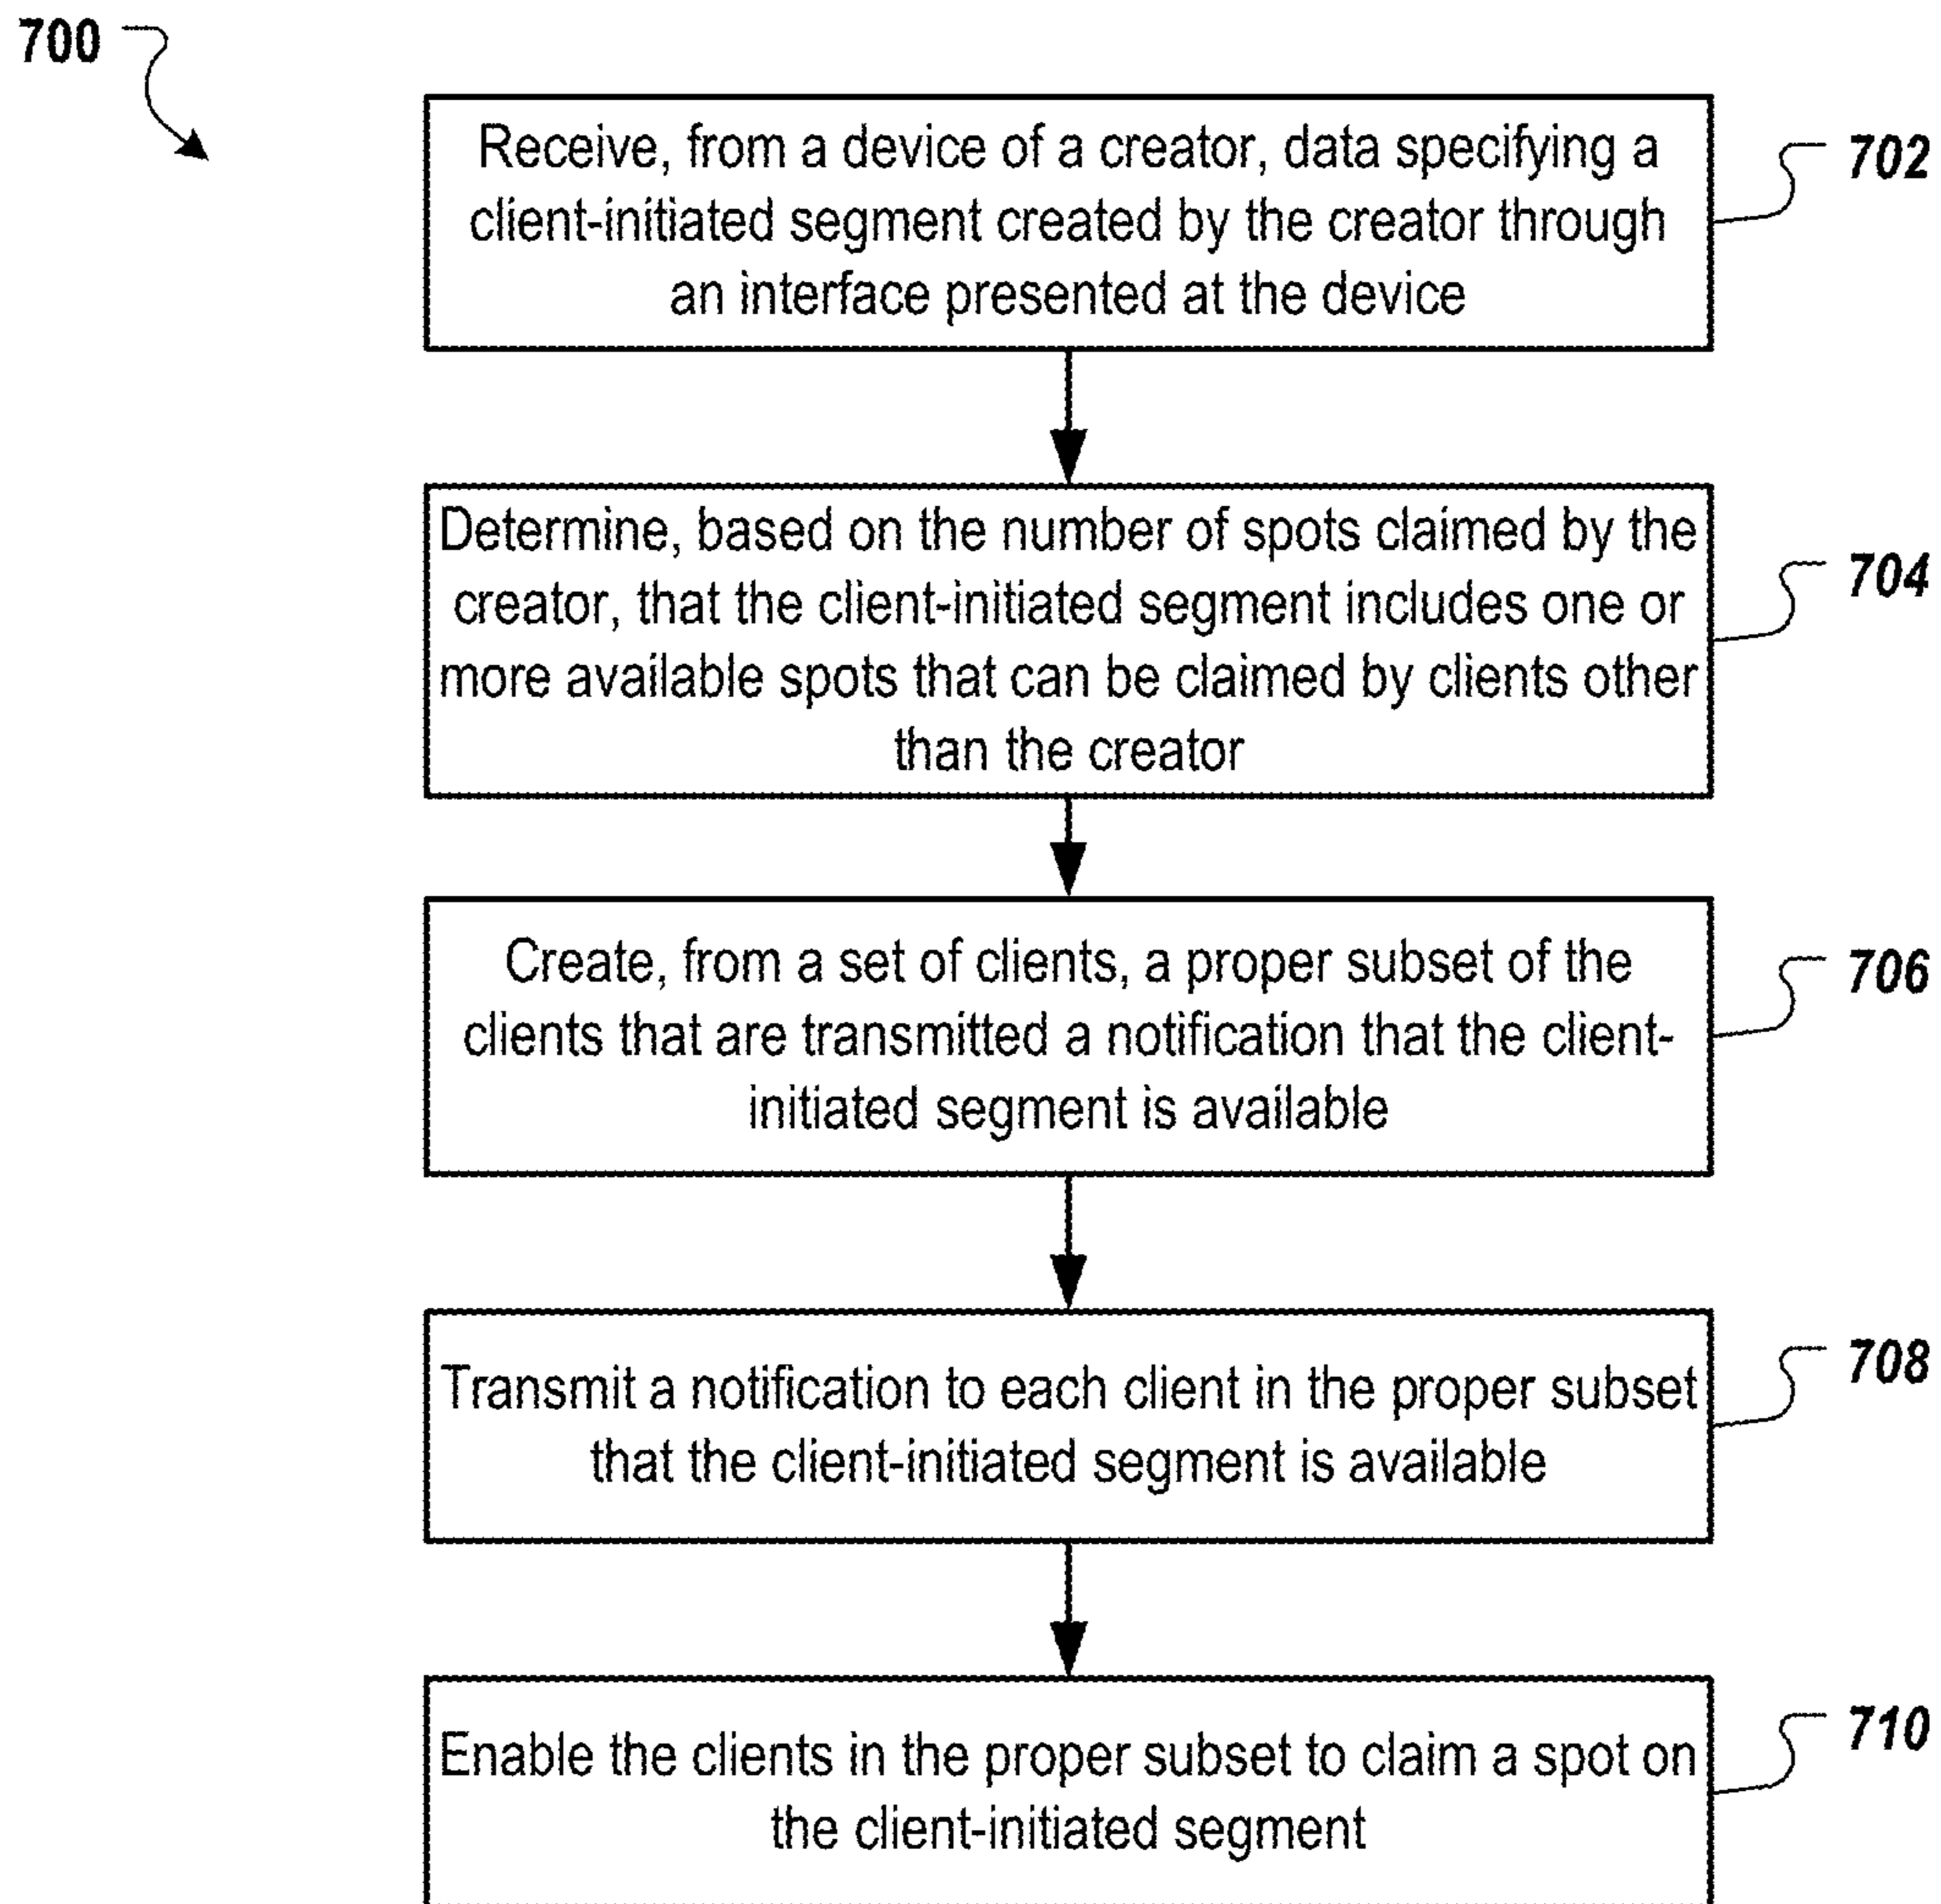 700
Receive, from a device of a creator, data specifying a
client-initiated segment created by the creator through
an interface presented at the device
702
Determine, based on the number of spots claimed by the
creator, that the client-initiated segment includes one or
more available spots that can be claimed by clients other
than the creator
704
Create, from a set of clients, a proper subset of the
clients that are transmitted a notification that the client-
initiated segment is available
706
Transmit a notification to each client in the proper subset
that the client-initiated segment is available
708
Enable the clients in the proper subset to claim a spot on
the client-initiated segment
710